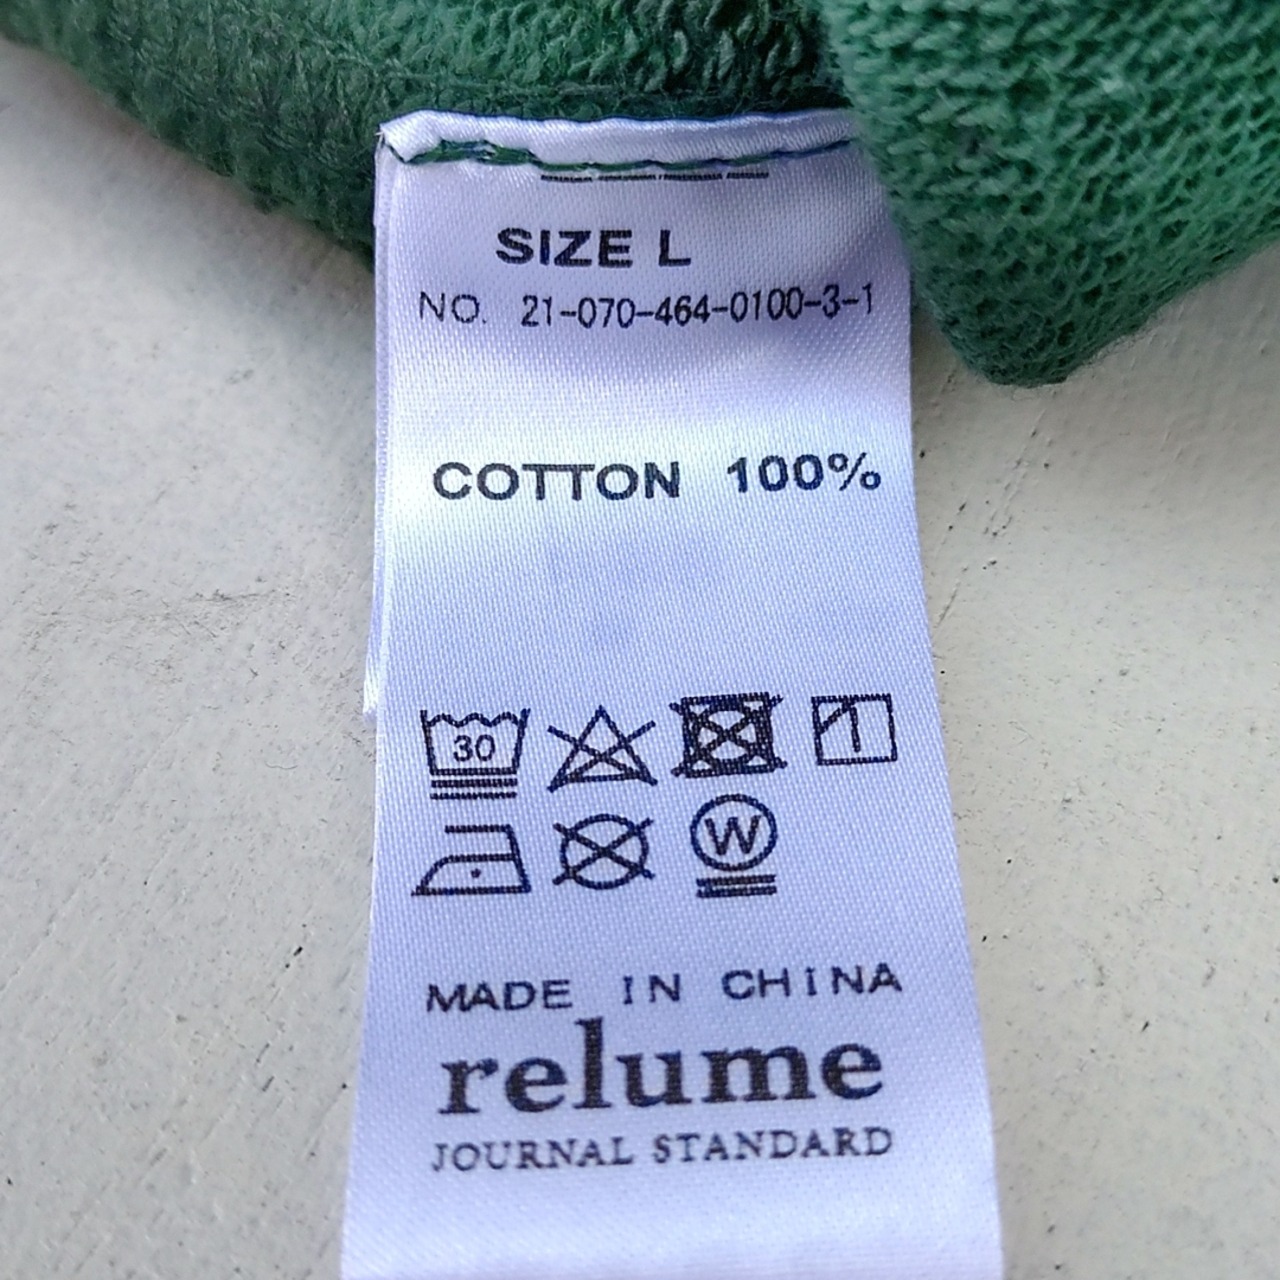 SIZE L
NO. 21-070-464-0100-3-1
COTTON 100%
30
W
MADE IN CHINA
relume
JOURNAL STANDARD